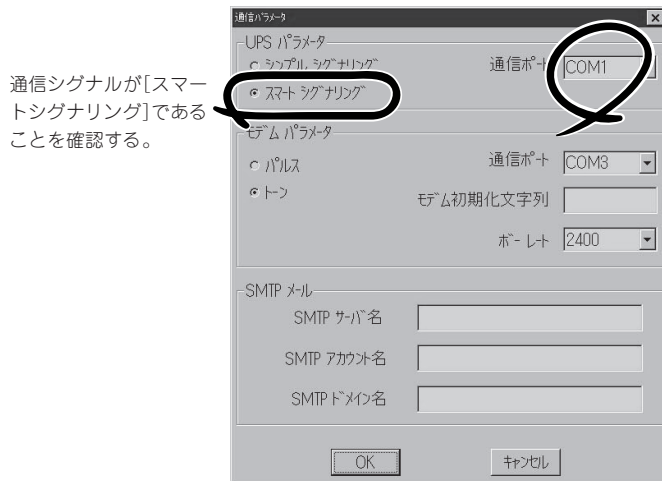 通信パラメータ
UPS パラメータ
シンプル シグナリング
通信ポート COM1
スマート シグナリング
通信シグナルが[スマー
トシグナリング]である
ことを確認する。
モデム パラメータ
パルス
通信ポート COM3
トーン
モデム初期化文字列
ボー レート 2400
SMTP メール
SMTP サーバ名
SMTP アカウント名
SMTP ドメイン名
OK
キャンセル